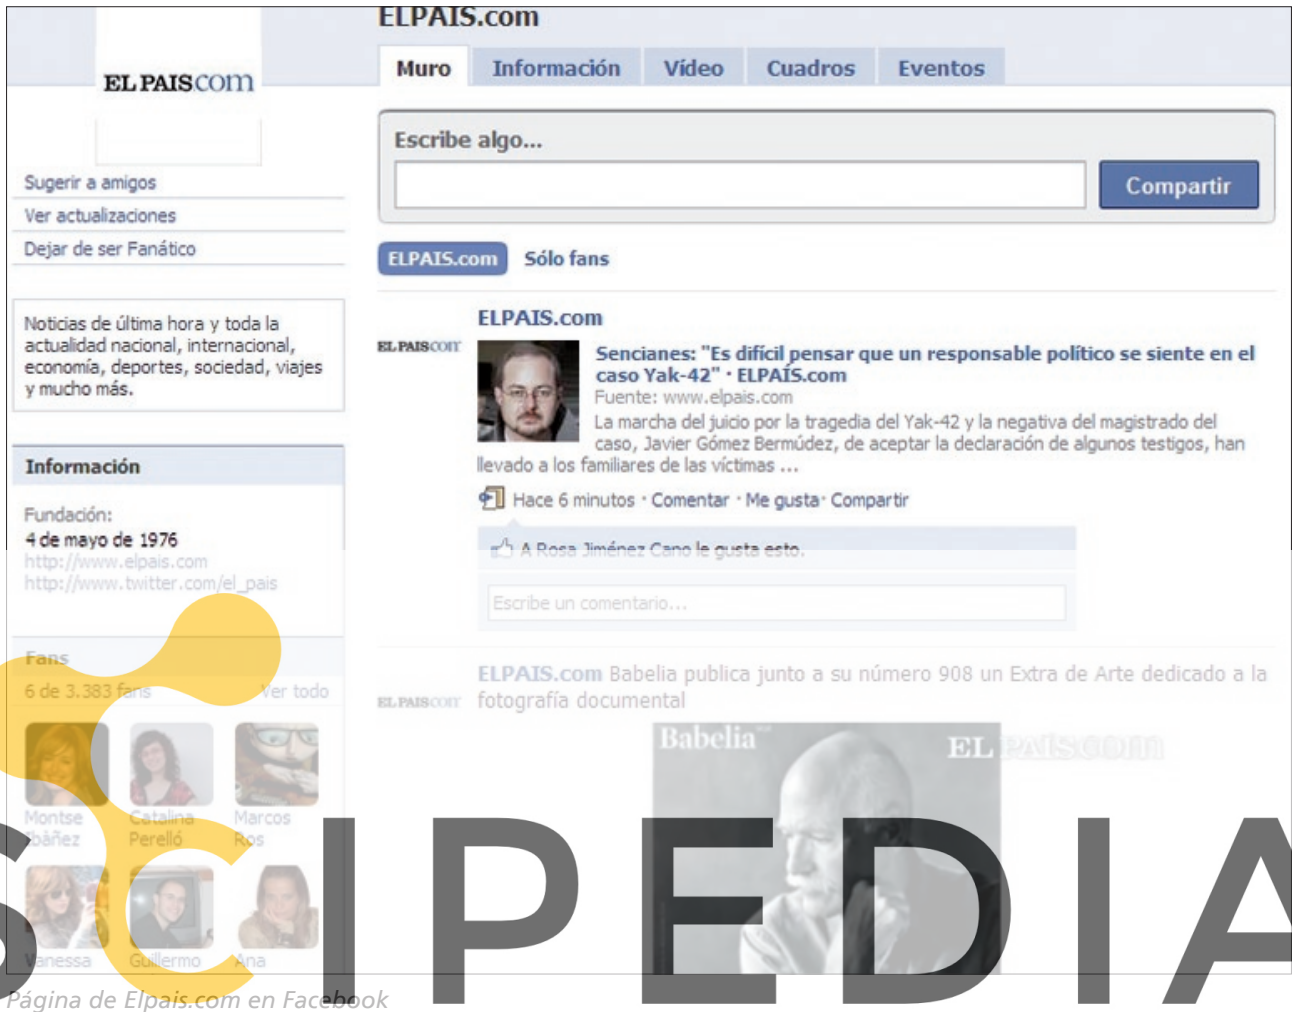 ELPAIS.com
EL PAIS.com
Muro Información Vídeo Cuadros Eventos
Escribe algo...
Compartir
Sugerir a amigos
Ver actualizaciones
Dejar de ser Fanático
ELPAIS.com Sólo fans
Noticias de última hora y toda la
actualidad nacional, internacional,
economía, deportes, sociedad, viajes
y mucho más.
Información
Fundación:
4 de mayo de 1976
http://www.elpais.com
http://www.twitter.com/el_pais
Fans
6 de 3.383 fans Ver todo
Montse
Ibàñez
Catalina
Perelló
Marcos
Ros
Vanessa
Guillermo
Ana
ELPAIS.com
EL PAIS.com
Sencianes: "Es difícil pensar que un responsable político se siente en el
caso Yak-42" · ELPAÍS.com
Fuente: www.elpais.com
La marcha del juicio por la tragedia del Yak-42 y la negativa del magistrado del
caso, Javier Gómez Bermúdez, de aceptar la declaración de algunos testigos, han
llevado a los familiares de las víctimas ...
Hace 6 minutos · Comentar · Me gusta · Compartir
A Rosa Jiménez Cano le gusta esto.
Escribe un comentario...
ELPAIS.com Babelia publica junto a su número 908 un Extra de Arte dedicado a la
EL PAIS.com
fotografía documental
Babelia
EL PAIS.com
SCIPEDIA
Página de Elpais.com en Facebook